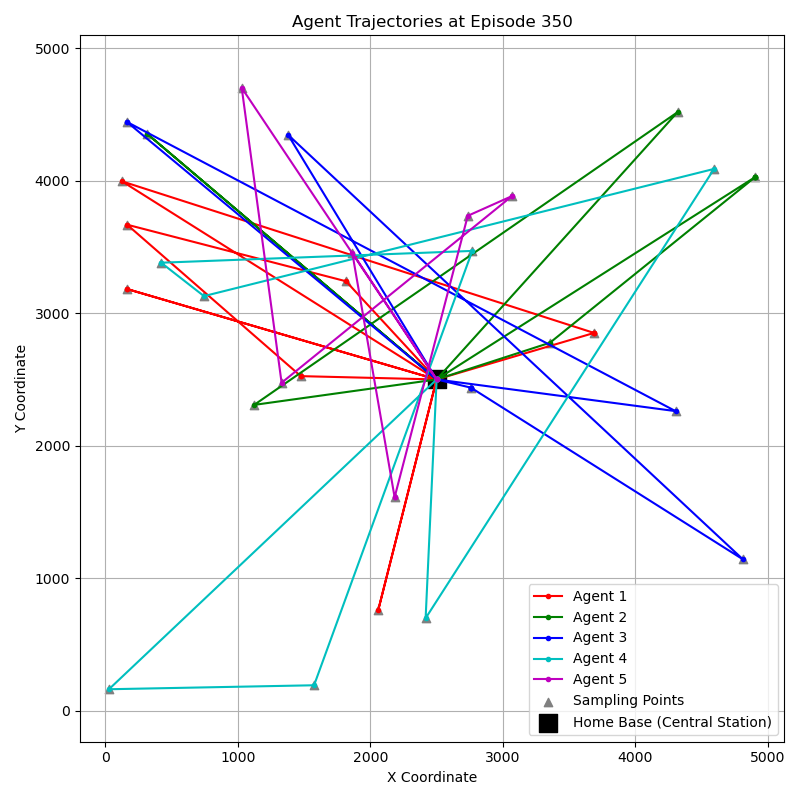 Agent Trajectories at Episode 350
Y Coordinate
5000
4000
3000
2000
1000
0
0 1000 2000 3000 4000 5000
X Coordinate
Agent 1
Agent 2
Agent 3
Agent 4
Agent 5
Sampling Points
Home Base (Central Station)